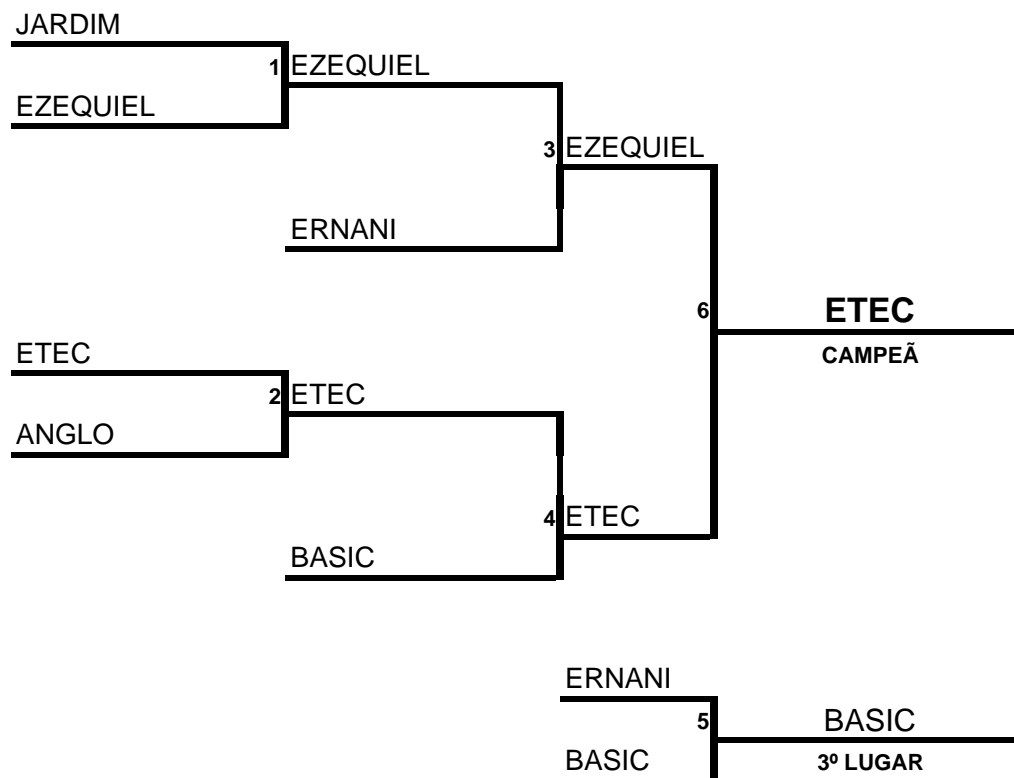 JARDIM
1 EZEQUIEL
EZEQUIEL
3 EZEQUIEL
ERNANI
6 ETEC
CAMPEÃ
ETEC
2 ETEC
ANGLO
4 ETEC
BASIC
ERNANI
5 BASIC
BASIC
3º LUGAR